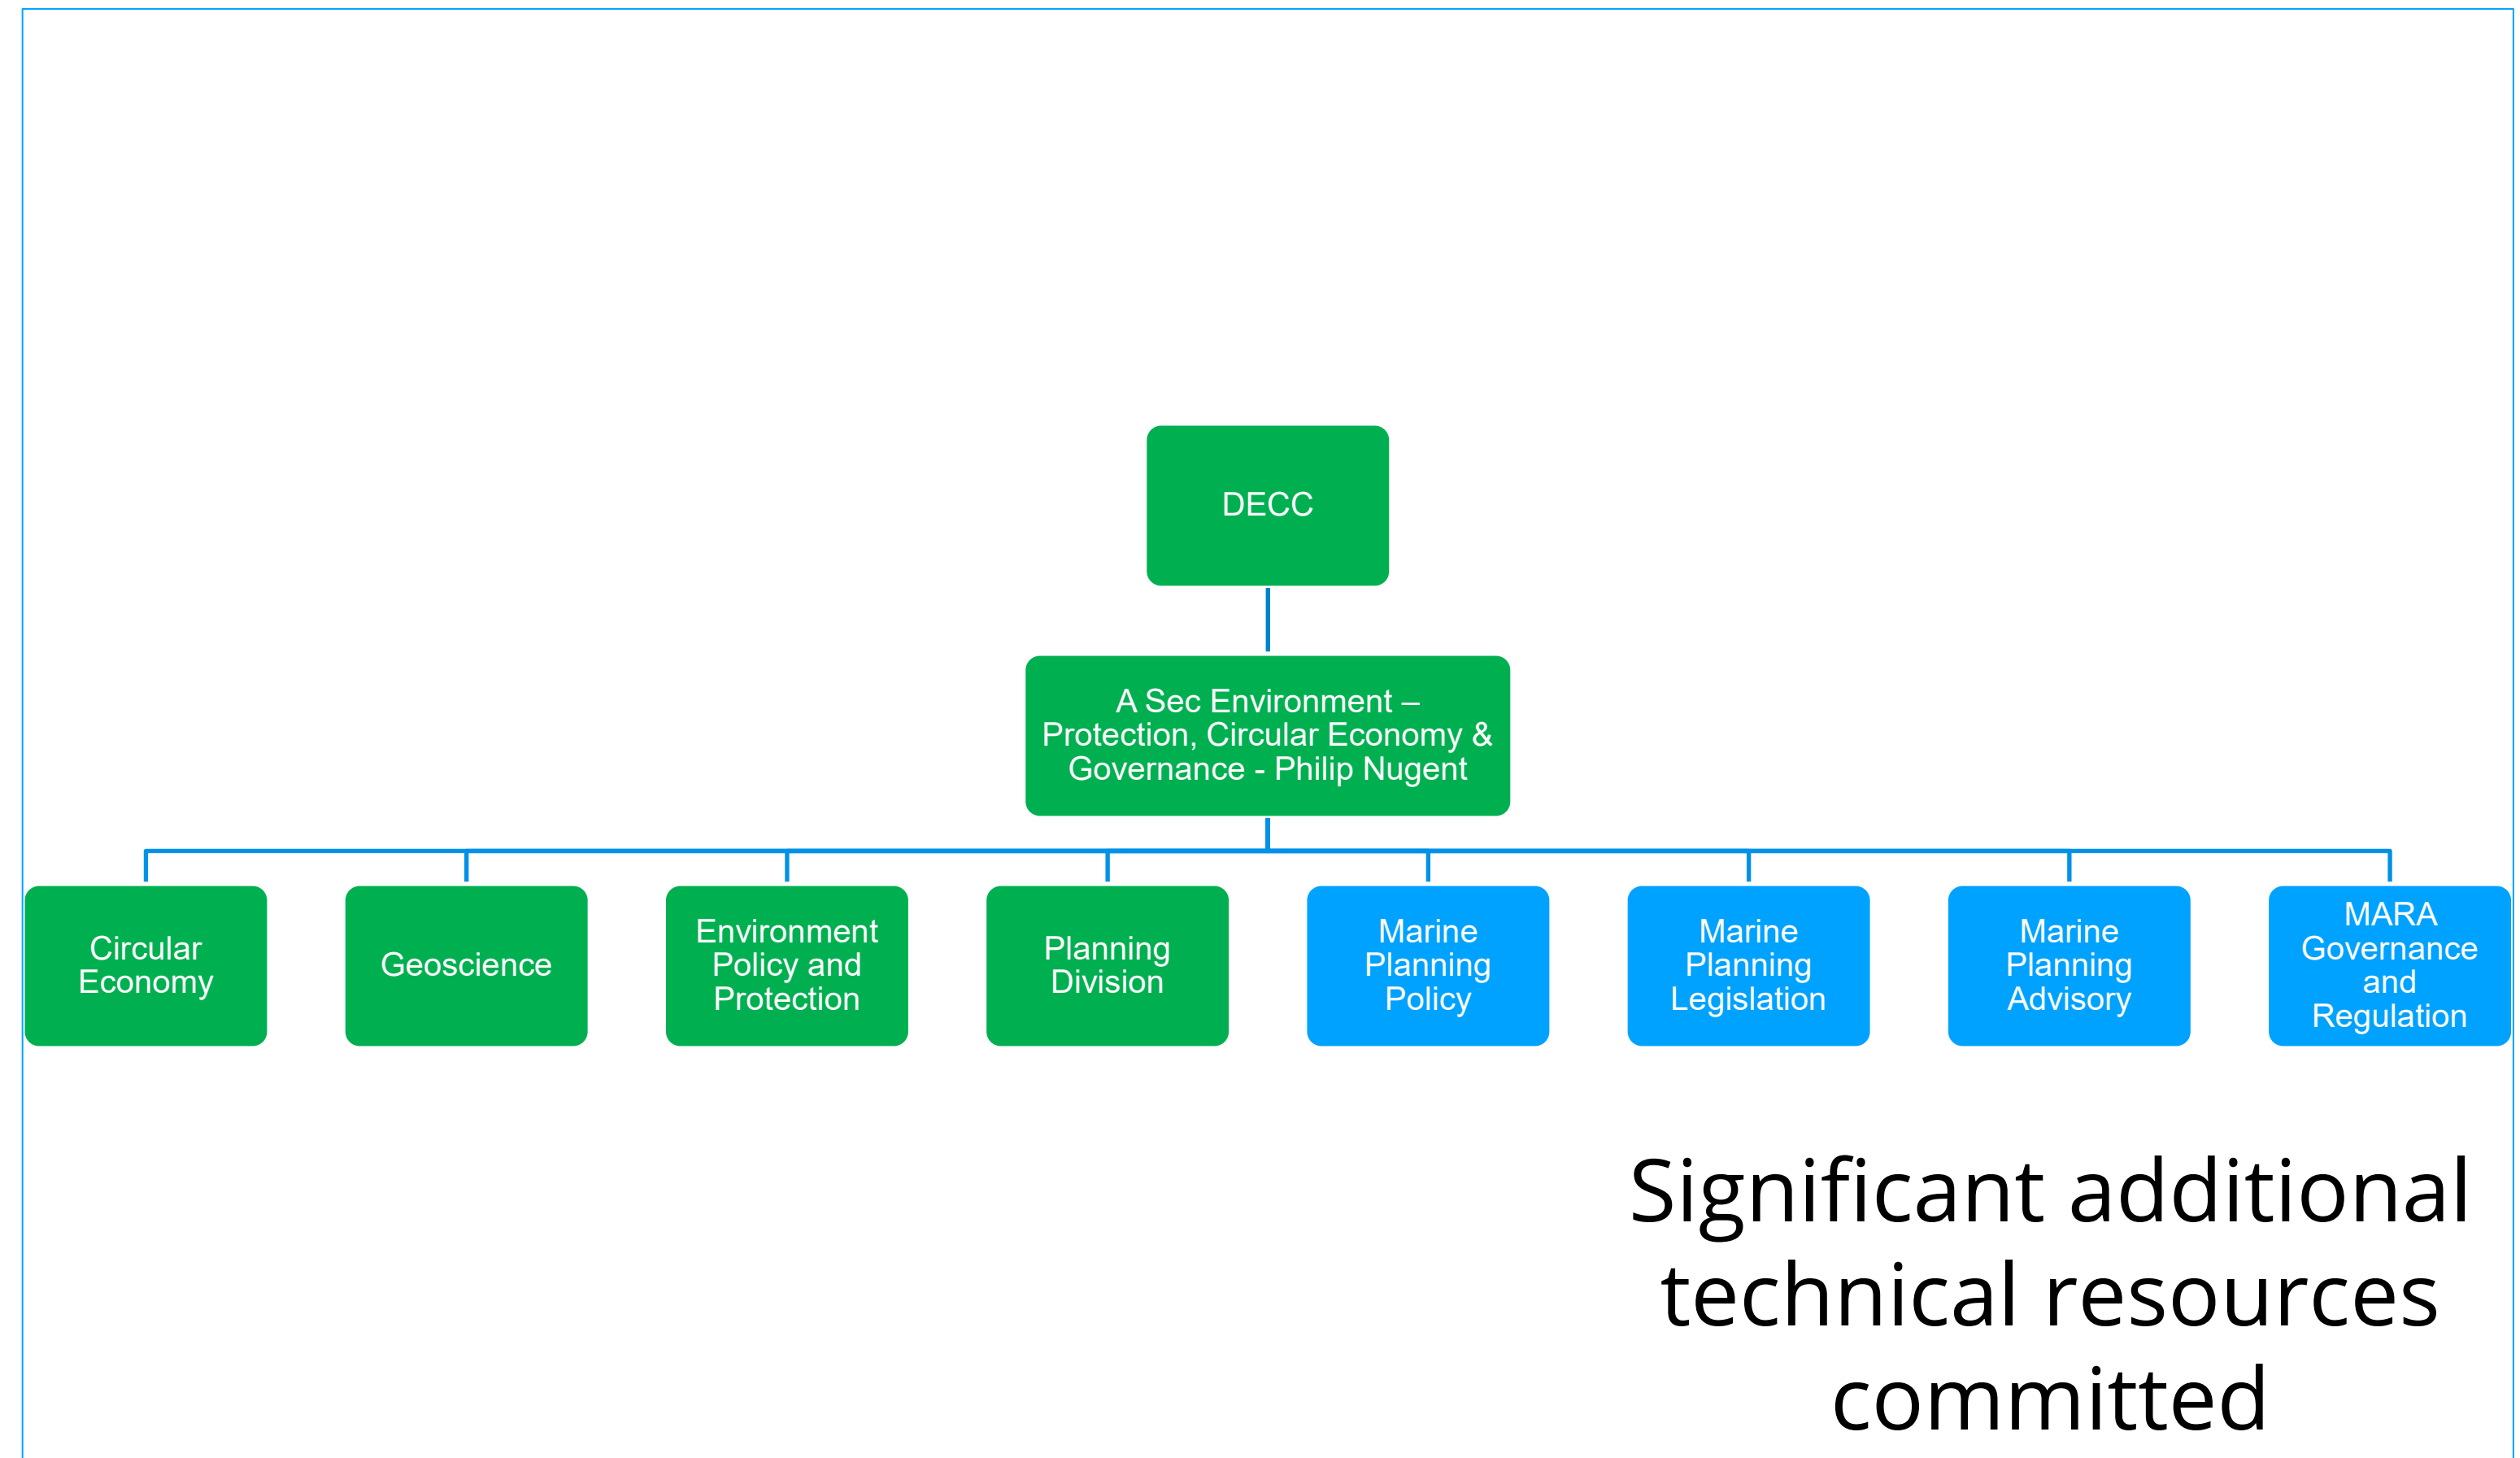 DECC
A Sec Environment –
Protection, Circular Economy &
Governance - Philip Nugent
Circular
Economy
Geoscience
Environment
Policy and
Protection
Planning
Division
Marine
Planning
Policy
Marine
Planning
Legislation
Marine
Planning
Advisory
MARA
Governance
and
Regulation
Significant additional
technical resources
committed